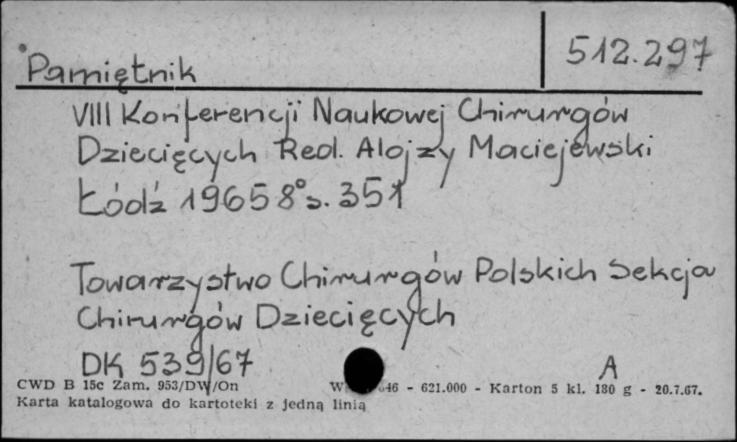 Pamiętnik 512.297
VIII Konferencji Naukowej Chirurgów
Dziecięcych Red. Alojzy Maciejewski
Łódź 1965 8° s. 351
Towarzystwo Chirurgów Polskich Sekcja
Chirurgów Dziecięcych
DK 539/67 A
CWD B 15c Zam. 953/DW/On 46 - 621.000 - Karton 5 kl. 180 g - 20.7.67.
Karta katalogowa do kartoteki z jedną linią